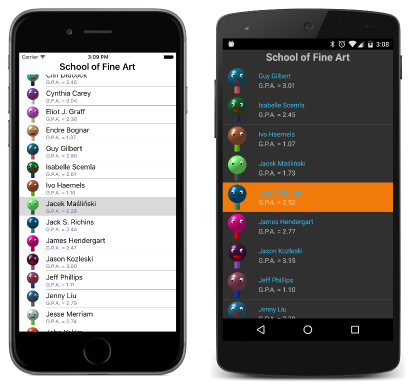 Carrier
3:09 PM
School of Fine Art
G.P.A. = 2.45
Cynthia Carey
G.P.A. = 3.04
Eliot J. Graff
G.P.A. = 2.38
Endre Bognar
G.P.A. = 1.37
Guy Gilbert
G.P.A. = 2.90
Isabelle Scemla
G.P.A. = 2.81
Ivo Haemels
G.P.A. = 1.10
Jacek Maśliński
G.P.A. = 2.28
Jack S. Richins
G.P.A. = 2.44
James Hendergart
G.P.A. = 2.47
Jason Kozleski
G.P.A. = 3.00
Jeff Phillips
G.P.A. = 1.11
Jenny Liu
G.P.A. = 2.79
Jesse Merriam
G.P.A. = 2.74
3:08
School of Fine Art
Guy Gilbert
G.P.A. = 3.01
Isabelle Scemla
G.P.A. = 2.45
Ivo Haemels
G.P.A. = 1.07
Jacek Maśliński
G.P.A. = 1.73
Jack S. Richins
G.P.A. = 2.52
James Hendergart
G.P.A. = 2.77
Jason Kozleski
G.P.A. = 3.15
Jeff Phillips
G.P.A. = 1.10
Jenny Liu